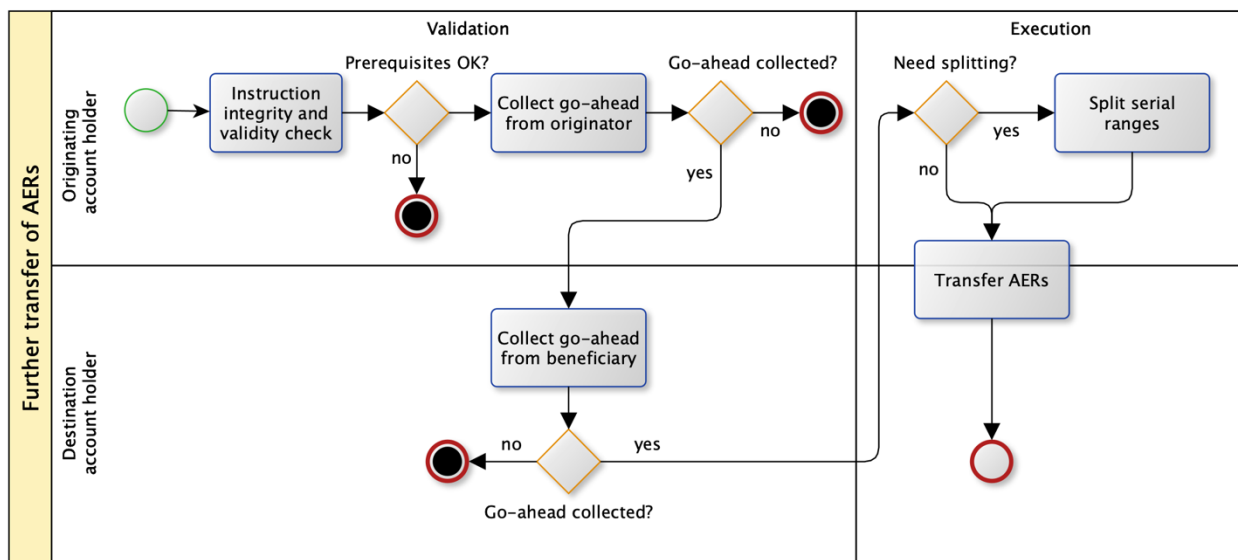 Further transfer of AERs
Validation
Execution
Originating
account holder
Instruction
integrity and
validity check
Prerequisites OK?
no
Collect go-ahead
from originator
Go-ahead collected?
no
yes
Need splitting?
yes
no
Split serial
ranges
Transfer AERs
Destination
account holder
Collect go-ahead
from beneficiary
no
yes
Go-ahead collected?